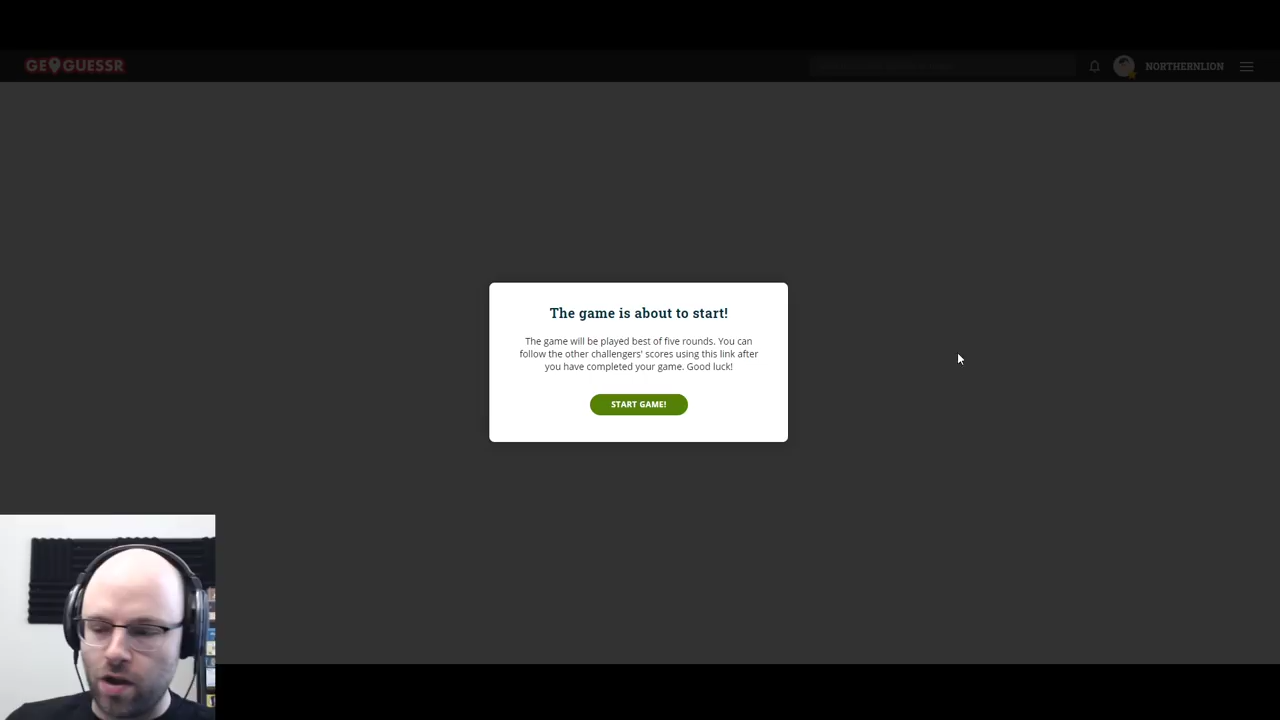 GEOGUESSR
NORTHERNLION
The game is about to start!
The game will be played best of five rounds. You can
follow the other challengers' scores using this link after
you have completed your game. Good luck!
START GAME!